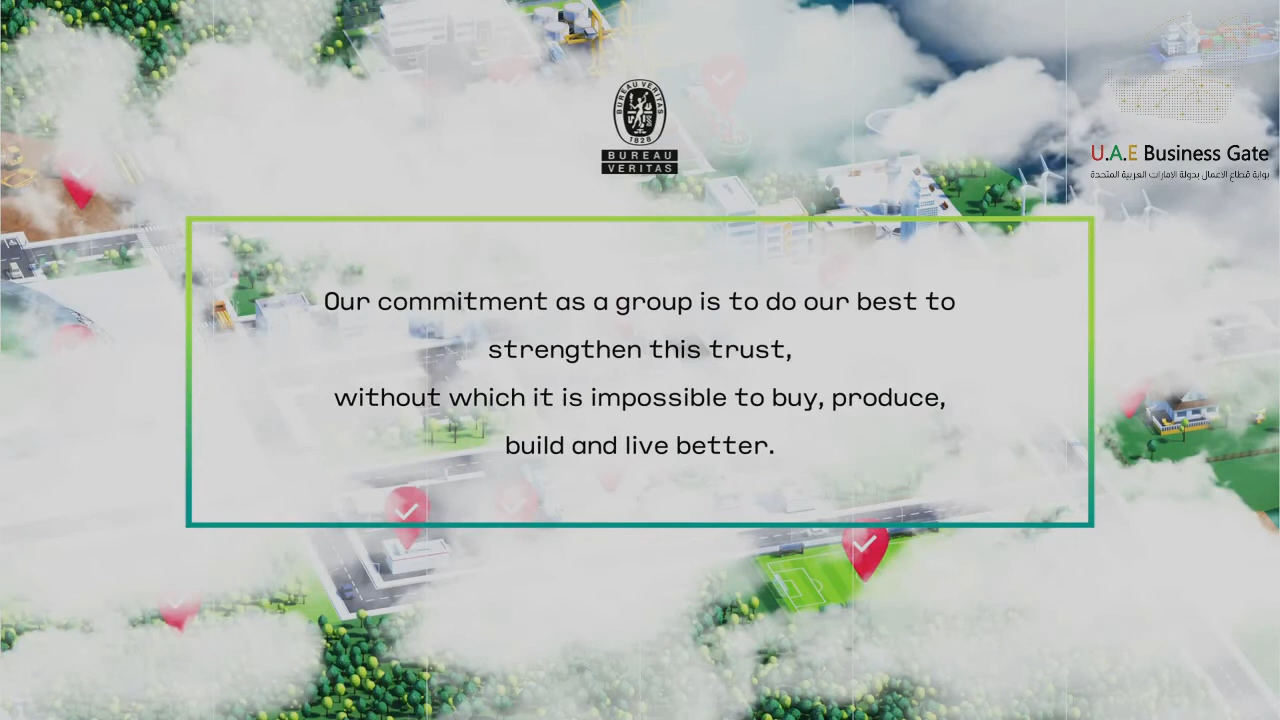 BUREAU VERITAS
1828
BUREAU
VERITAS
U.A.E Business Gate
بوابة قطاع الاعمال بدولة الامارات العربية المتحدة
Our commitment as a group is to do our best to
strengthen this trust,
without which it is impossible to buy, produce,
build and live better.